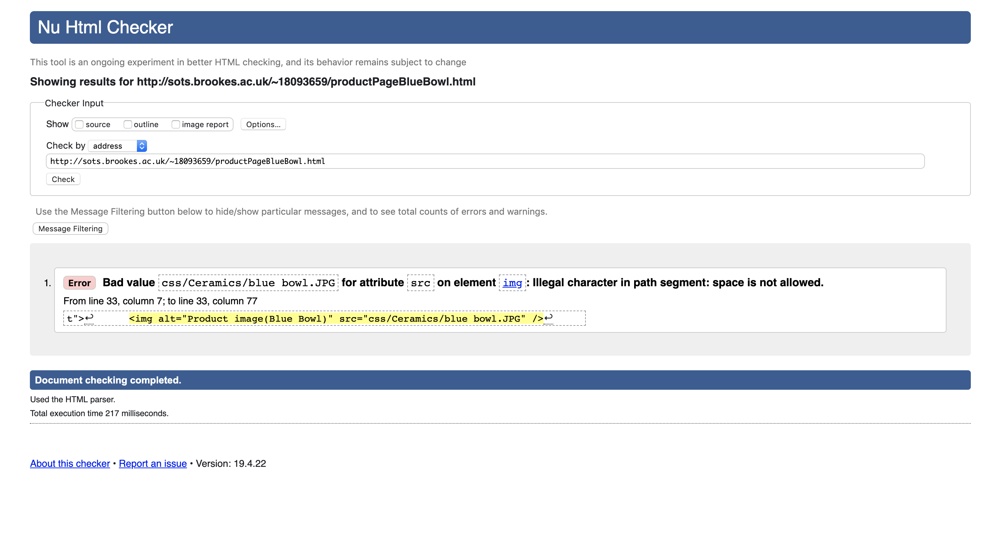 Nu Html Checker
This tool is an ongoing experiment in better HTML checking, and its behavior remains subject to change
Showing results for http://sots.brookes.ac.uk/~18093659/productPageBlueBowl.html
Checker Input
Show source outline image report Options...
Check by address
http://sots.brookes.ac.uk/~18093659/productPageBlueBowl.html
Check
Use the Message Filtering button below to hide/show particular messages, and to see total counts of errors and warnings.
Message Filtering
1. Error Bad value css/Ceramics/blue bowl.JPG for attribute src on element img: Illegal character in path segment: space is not allowed.
From line 33, column 7; to line 33, column 77
t">↩ <img alt="Product image(Blue Bowl)" src="css/Ceramics/blue bowl.JPG" />↩
Document checking completed.
Used the HTML parser.
Total execution time 217 milliseconds.
About this checker • Report an issue • Version: 19.4.22